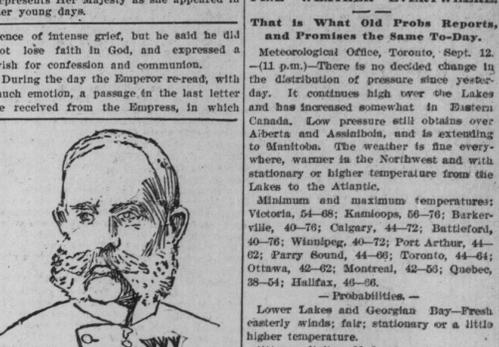 epresents Her Majesty as she appeared in
er young days.
ence of intense grief, but he said he did
ot lose faith in God, and expressed a
ish for confession and communion.
During the day the Emperor re-read, with
uch emotion, a passage in the last letter
e received from the Empress, in which
That is What Old Probs Reports,
and Promises the Same To-Day.
Meteorological Office, Toronto, Sept. 12.
—(11 p.m.)—There is no decided change in
the distribution of pressure since yester-
day. It continues high over the Lakes
and has increased somewhat in Eastern
Canada. Low pressure still obtains over
Alberta and Assiniboia, and is extending
to Manitoba. The weather is fine every-
where, warmer in the Northwest and with
stationary or higher temperature from the
Lakes to the Atlantic.
Minimum and maximum temperatures:
Victoria, 54—68; Kamloops, 56—76; Barker-
ville, 40—76; Calgary, 44—72; Battleford,
40—76; Winnipeg, 40—72; Port Arthur, 44—
62; Parry Sound, 44—66; Toronto, 44—64;
Ottawa, 42—62; Montreal, 42—56; Quebec,
38—54; Halifax, 46—66.
— Probabilities. —
Lower Lakes and Georgian Bay—Fresh
easterly winds; fair; stationary or a little
higher temperature.